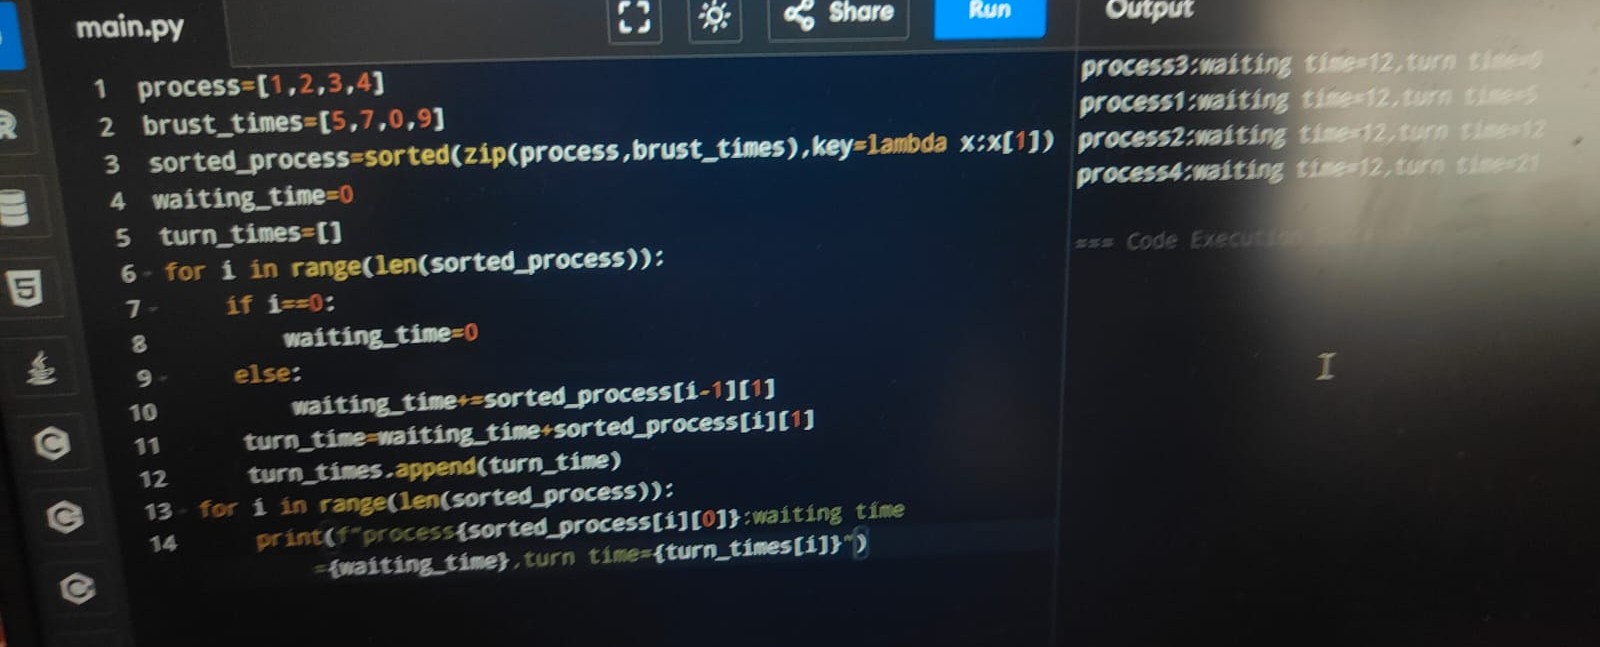 main.py
Share
Run
Output
1 process=[1,2,3,4]
2 brust_times=[5,7,0,9]
3 sorted_process=sorted(zip(process,brust_times),key=lambda x:x[1])
4 waiting_time=0
5 turn_times=[]
6 for i in range(len(sorted_process)):
7 if i==0:
8 waiting_time=0
9 else:
10 waiting_time+=sorted_process[i-1][1]
11 turn_time=waiting_time+sorted_process[i][1]
12 turn_times.append(turn_time)
13 for i in range(len(sorted_process)):
14 print(f"process{sorted_process[i][0]}:waiting time
={waiting_time},turn time={turn_times[i]}")
process3:waiting time=12,turn time=0
process1:waiting time=12,turn time=5
process2:waiting time=12,turn time=12
process4:waiting time=12,turn time=21
=== Code Execution